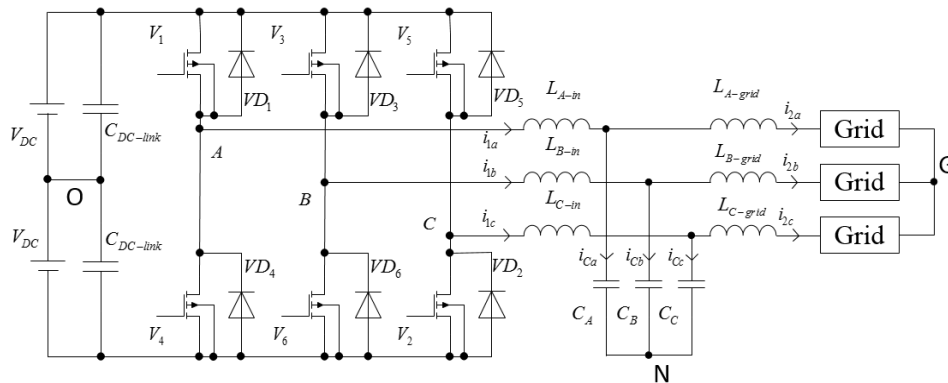 V1
V3
V5
VD1
VD3
VD5
LA-in
LA-grid
i2a
Grid
VDC
CDC-link
A
i1a
LB-in
LB-grid
i2b
Grid
G
O
B
i1b
LC-in
LC-grid
i2c
Grid
C
i1c
VDC
CDC-link
VD4
VD6
VD2
iCa
iCb
iCc
V4
V6
V2
CA
CB
CC
N